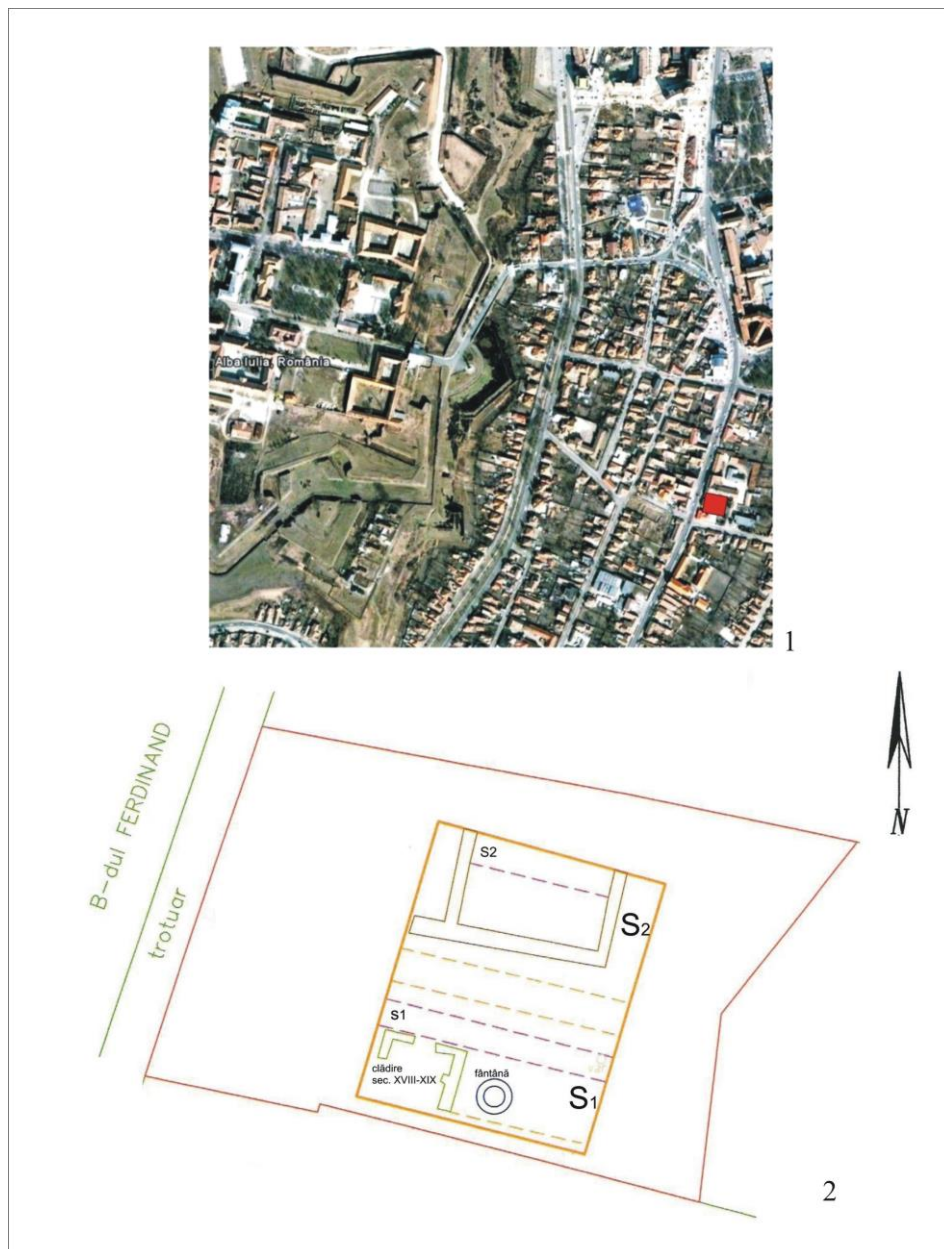 Alba Iulia, România
1
B-dul FERDINAND
trotuar
N
S2
S2
S1
clădire
sec. XVIII-XIX
fântână
S1
2